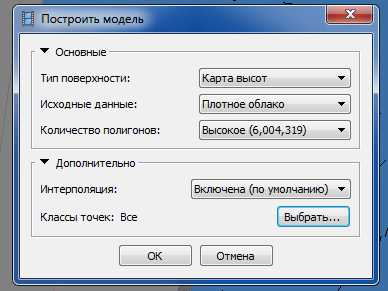 Построить модель
Основные
Тип поверхности: Карта высот
Исходные данные: Плотное облако
Количество полигонов: Высокое (6,004,319)
Дополнительно
Интерполяция: Включена (по умолчанию)
Классы точек: Все Выбрать...
OK Отмена